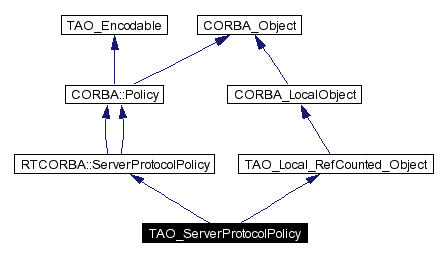 TAO_Encodable
CORBA_Object
CORBA::Policy
CORBA_LocalObject
RTCORBA::ServerProtocolPolicy
TAO_Local_RefCounted_Object
TAO_ServerProtocolPolicy